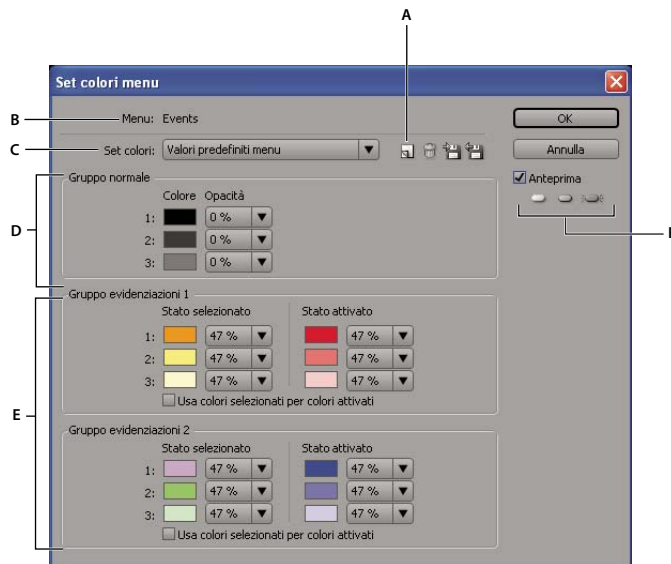 A
Set colori menu
B
Menu: Events
OK
C
Set colori: Valori predefiniti menu
Annulla
Gruppo normale
Anteprima
Colore Opacità
D
1: 0 %
2: 0 %
3: 0 %
Gruppo evidenziazioni 1
Stato selezionato Stato attivato
1: 47 % 47 %
2: 47 % 47 %
3: 47 % 47 %
Usa colori selezionati per colori attivati
E
Gruppo evidenziazioni 2
Stato selezionato Stato attivato
1: 47 % 47 %
2: 47 % 47 %
3: 47 % 47 %
Usa colori selezionati per colori attivati